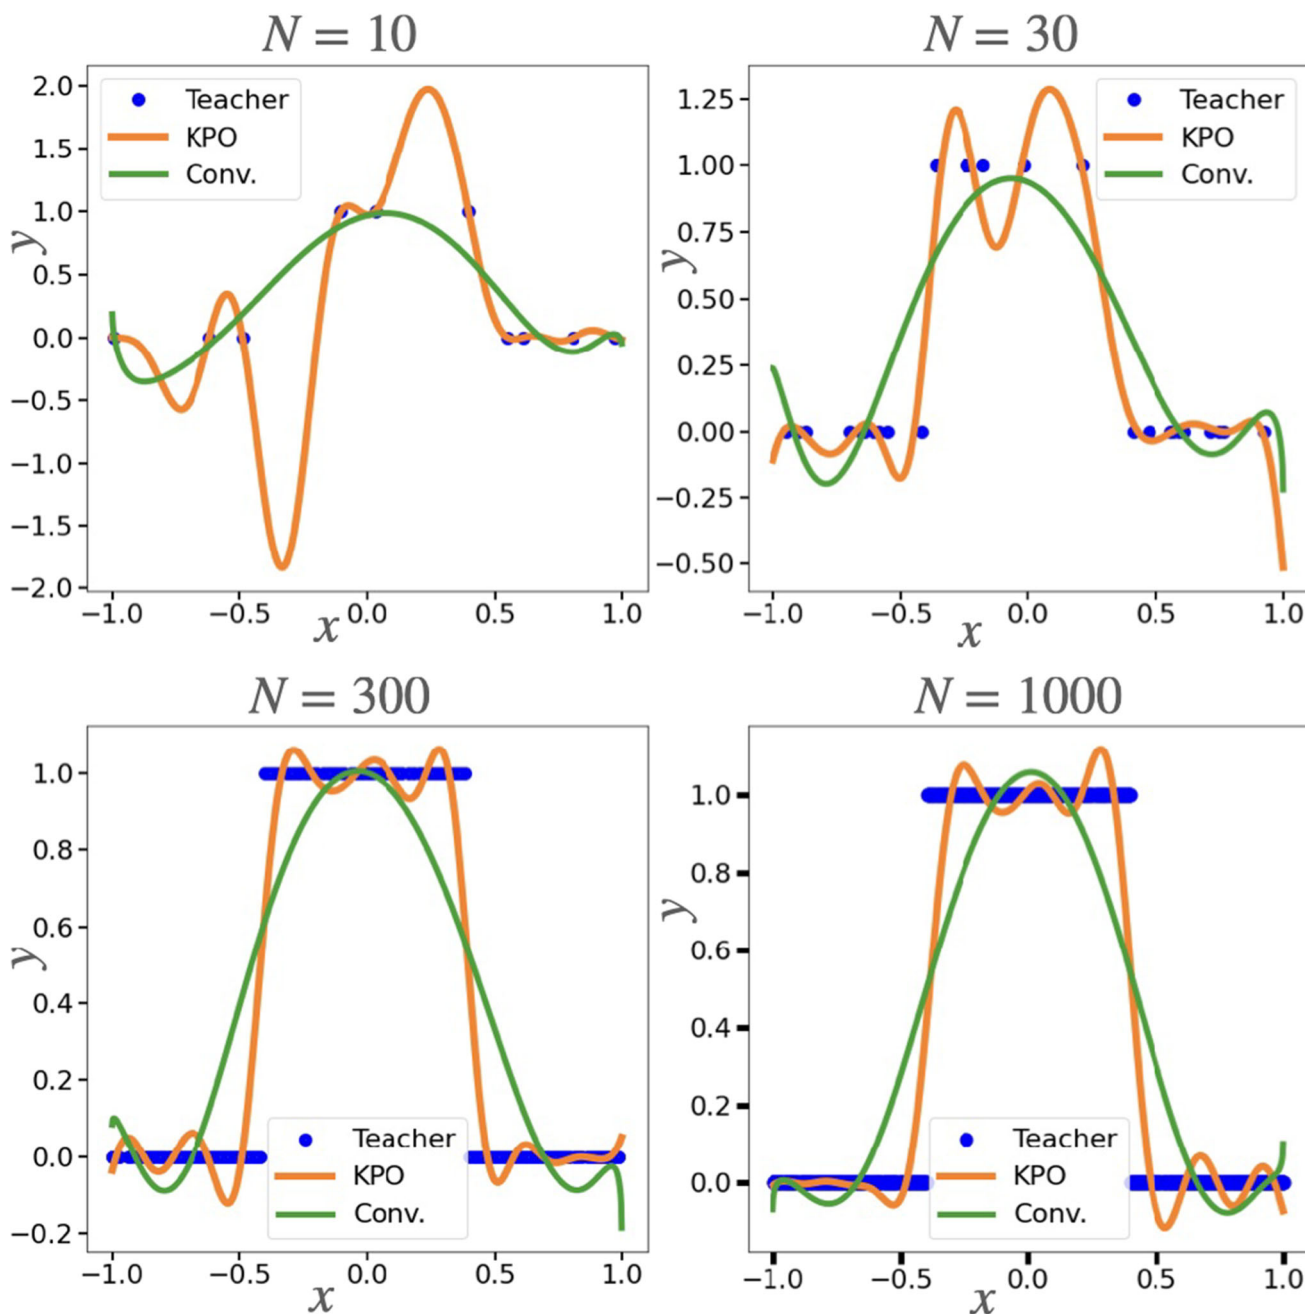 N = 10
2.0
1.5
1.0
0.5
0.0
−0.5
−1.0
−1.5
−2.0
y
Teacher
KPO
Conv.
−1.0 −0.5 0.0 0.5 1.0
x
N = 30
1.25
1.00
0.75
0.50
0.25
0.00
−0.25
−0.50
y
Teacher
KPO
Conv.
−1.0 −0.5 0.0 0.5 1.0
x
N = 300
1.0
0.8
0.6
0.4
0.2
0.0
−0.2
y
Teacher
KPO
Conv.
−1.0 −0.5 0.0 0.5 1.0
x
N = 1000
1.0
0.8
0.6
0.4
0.2
0.0
y
Teacher
KPO
Conv.
−1.0 −0.5 0.0 0.5 1.0
x